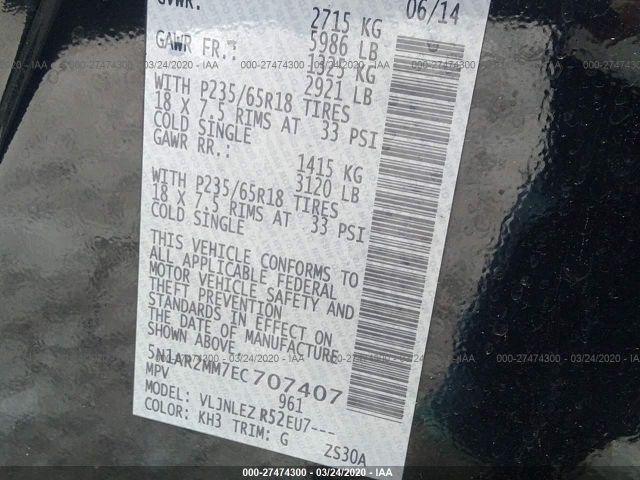 GVWR:
2715 KG 06/14
5986 LB
GAWR FR.: 1325 KG
2921 LB
WITH P235/65R18 TIRES
18 X 7.5 RIMS AT 33 PSI
COLD SINGLE
GAWR RR.:
1415 KG
3120 LB
WITH P235/65R18 TIRES
18 X 7.5 RIMS AT 33 PSI
COLD SINGLE
THIS VEHICLE CONFORMS TO
ALL APPLICABLE FEDERAL
MOTOR VEHICLE SAFETY AND
THEFT PREVENTION
STANDARDS IN EFFECT ON
THE DATE OF MANUFACTURE
SHOWN ABOVE
5N1AR2MM7EC707407
MPV 961
MODEL: VLJNLEZ R52EU7---
COLOR: KH3 TRIM: G ZS30A
000-27474300 - 03/24/2020 - IAAI